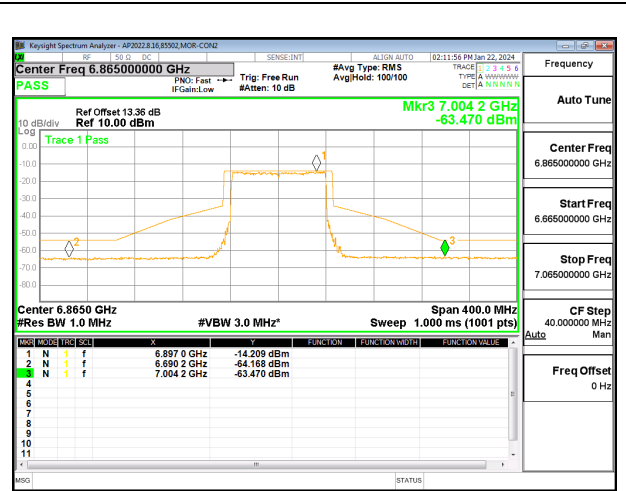 Keysight Spectrum Analyzer - AP2022.8.16,85502,MOR-CON2
RF 50 Ω DC SENSE:INT ALIGN AUTO 02:11:56 PM Jan 22, 2024
Center Freq 6.865000000 GHz
PNO: Fast
IFGain:Low
Trig: Free Run
#Atten: 10 dB
#Avg Type: RMS
Avg|Hold: 100/100
TRACE 1 2 3 4 5 6
TYPE A WWWWW
DET A N N N N N
PASS
Frequency
Auto Tune
Center Freq
6.865000000 GHz
Start Freq
6.665000000 GHz
Stop Freq
7.065000000 GHz
CF Step
40.000000 MHz
Auto Man
Freq Offset
0 Hz
Ref Offset 13.36 dB
10 dB/div Ref 10.00 dBm
Mkr3 7.004 2 GHz
-63.470 dBm
Log
Trace 1 Pass
0.00
-10.0
-20.0
-30.0
-40.0
-50.0
-60.0
-70.0
-80.0
1
2
3
Center 6.8650 GHz Span 400.0 MHz
#Res BW 1.0 MHz #VBW 3.0 MHz* Sweep 1.000 ms (1001 pts)
MKR MODE TRC SCL X Y FUNCTION FUNCTION WIDTH FUNCTION VALUE
1 N 1 f 6.897 0 GHz -14.209 dBm
2 N 1 f 6.690 2 GHz -64.168 dBm
3 N 1 f 7.004 2 GHz -63.470 dBm
4
5
6
7
8
9
10
11
MSG STATUS